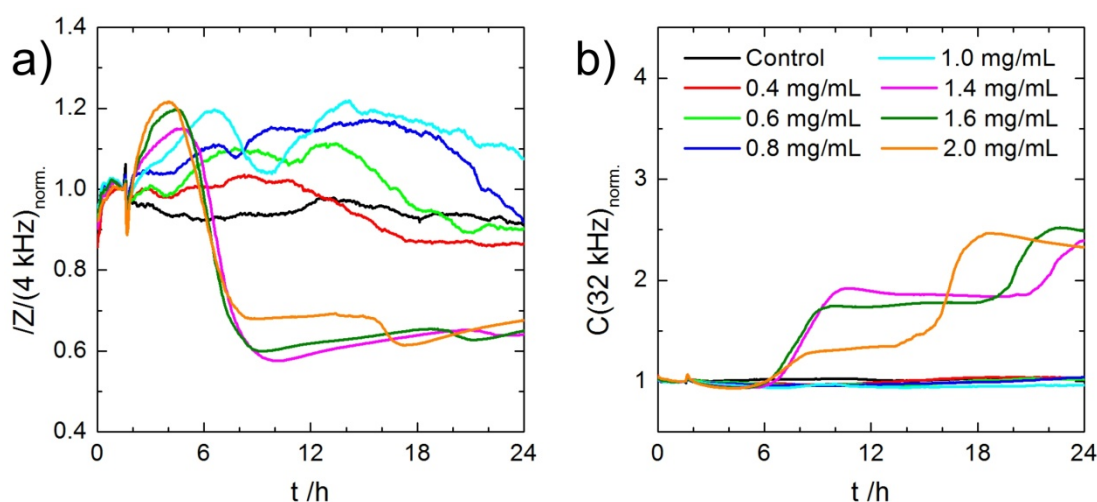 a)
/Z/(4 kHz)norm.
1.4
1.2
1.0
0.8
0.6
0.4
0 6 12 18 24
t /h
b)
C(32 kHz)norm.
4
3
2
1
Control
0.4 mg/mL
0.6 mg/mL
0.8 mg/mL
1.0 mg/mL
1.4 mg/mL
1.6 mg/mL
2.0 mg/mL
0 6 12 18 24
t /h